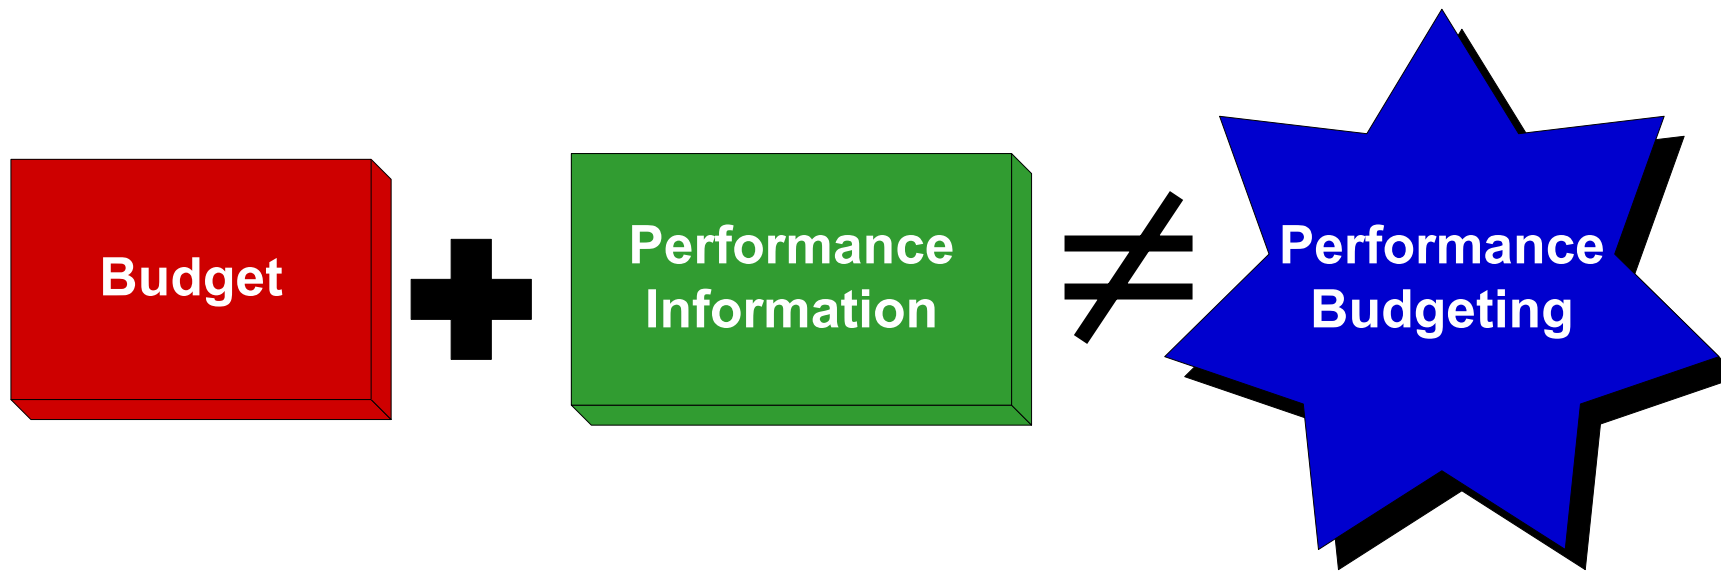 Budget
Performance
Information
Performance
Budgeting